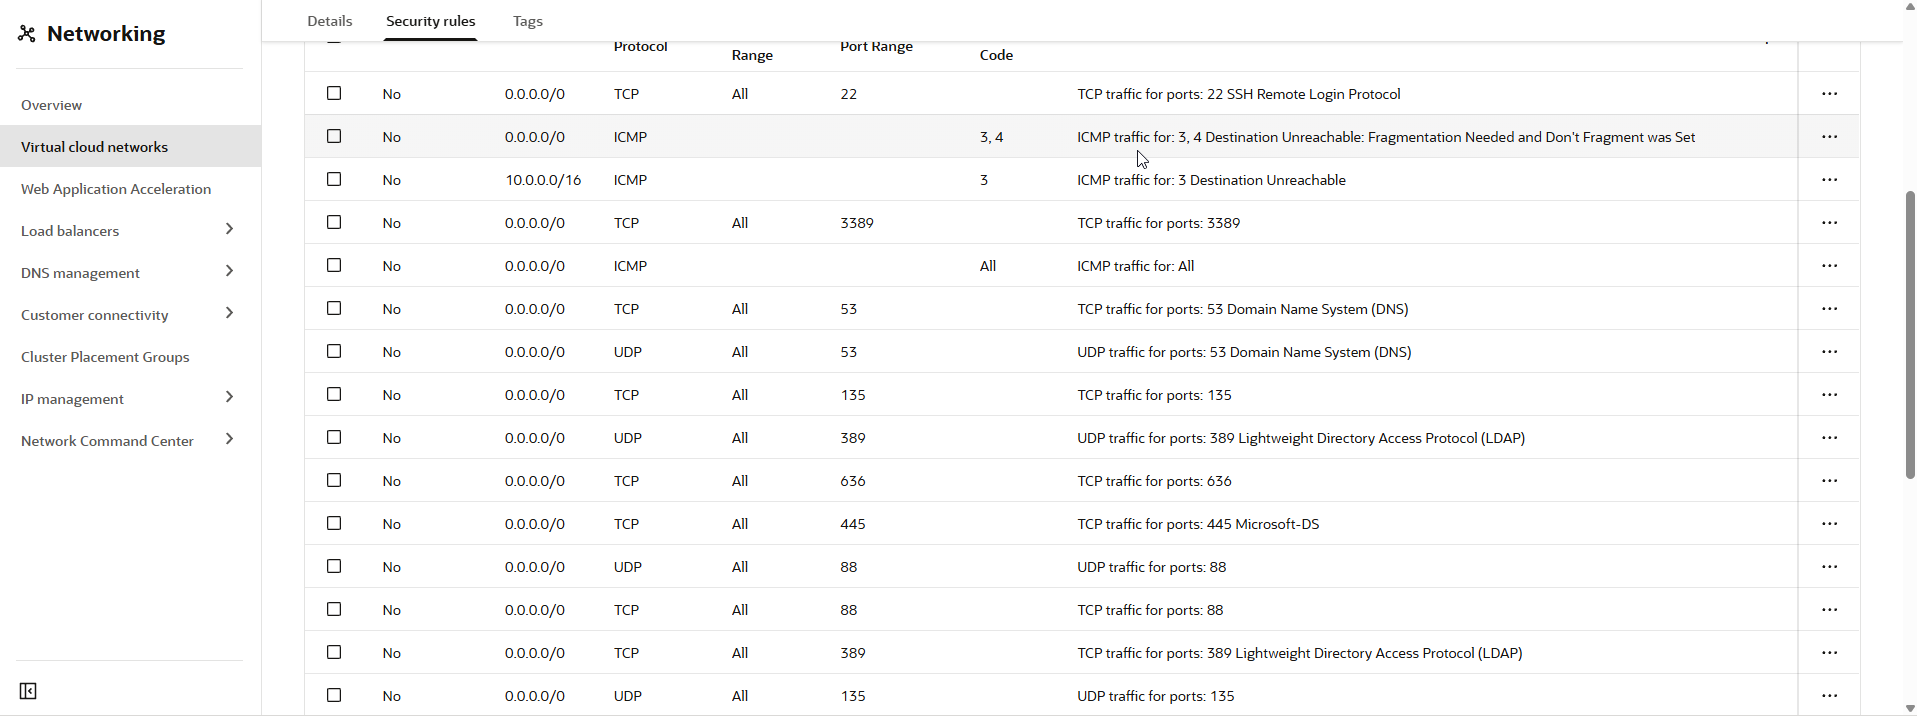 Networking
Overview
Virtual cloud networks
Web Application Acceleration
Load balancers
DNS management
Customer connectivity
Cluster Placement Groups
IP management
Network Command Center
Details Security rules Tags
Protocol Range Port Range Code
No 0.0.0.0/0 TCP All 22 TCP traffic for ports: 22 SSH Remote Login Protocol ...
No 0.0.0.0/0 ICMP 3, 4 ICMP traffic for: 3, 4 Destination Unreachable: Fragmentation Needed and Don't Fragment was Set ...
No 10.0.0.0/16 ICMP 3 ICMP traffic for: 3 Destination Unreachable ...
No 0.0.0.0/0 TCP All 3389 TCP traffic for ports: 3389 ...
No 0.0.0.0/0 ICMP All ICMP traffic for: All ...
No 0.0.0.0/0 TCP All 53 TCP traffic for ports: 53 Domain Name System (DNS) ...
No 0.0.0.0/0 UDP All 53 UDP traffic for ports: 53 Domain Name System (DNS) ...
No 0.0.0.0/0 TCP All 135 TCP traffic for ports: 135 ...
No 0.0.0.0/0 UDP All 389 UDP traffic for ports: 389 Lightweight Directory Access Protocol (LDAP) ...
No 0.0.0.0/0 TCP All 636 TCP traffic for ports: 636 ...
No 0.0.0.0/0 TCP All 445 TCP traffic for ports: 445 Microsoft-DS ...
No 0.0.0.0/0 UDP All 88 UDP traffic for ports: 88 ...
No 0.0.0.0/0 TCP All 88 TCP traffic for ports: 88 ...
No 0.0.0.0/0 TCP All 389 TCP traffic for ports: 389 Lightweight Directory Access Protocol (LDAP) ...
No 0.0.0.0/0 UDP All 135 UDP traffic for ports: 135 ...